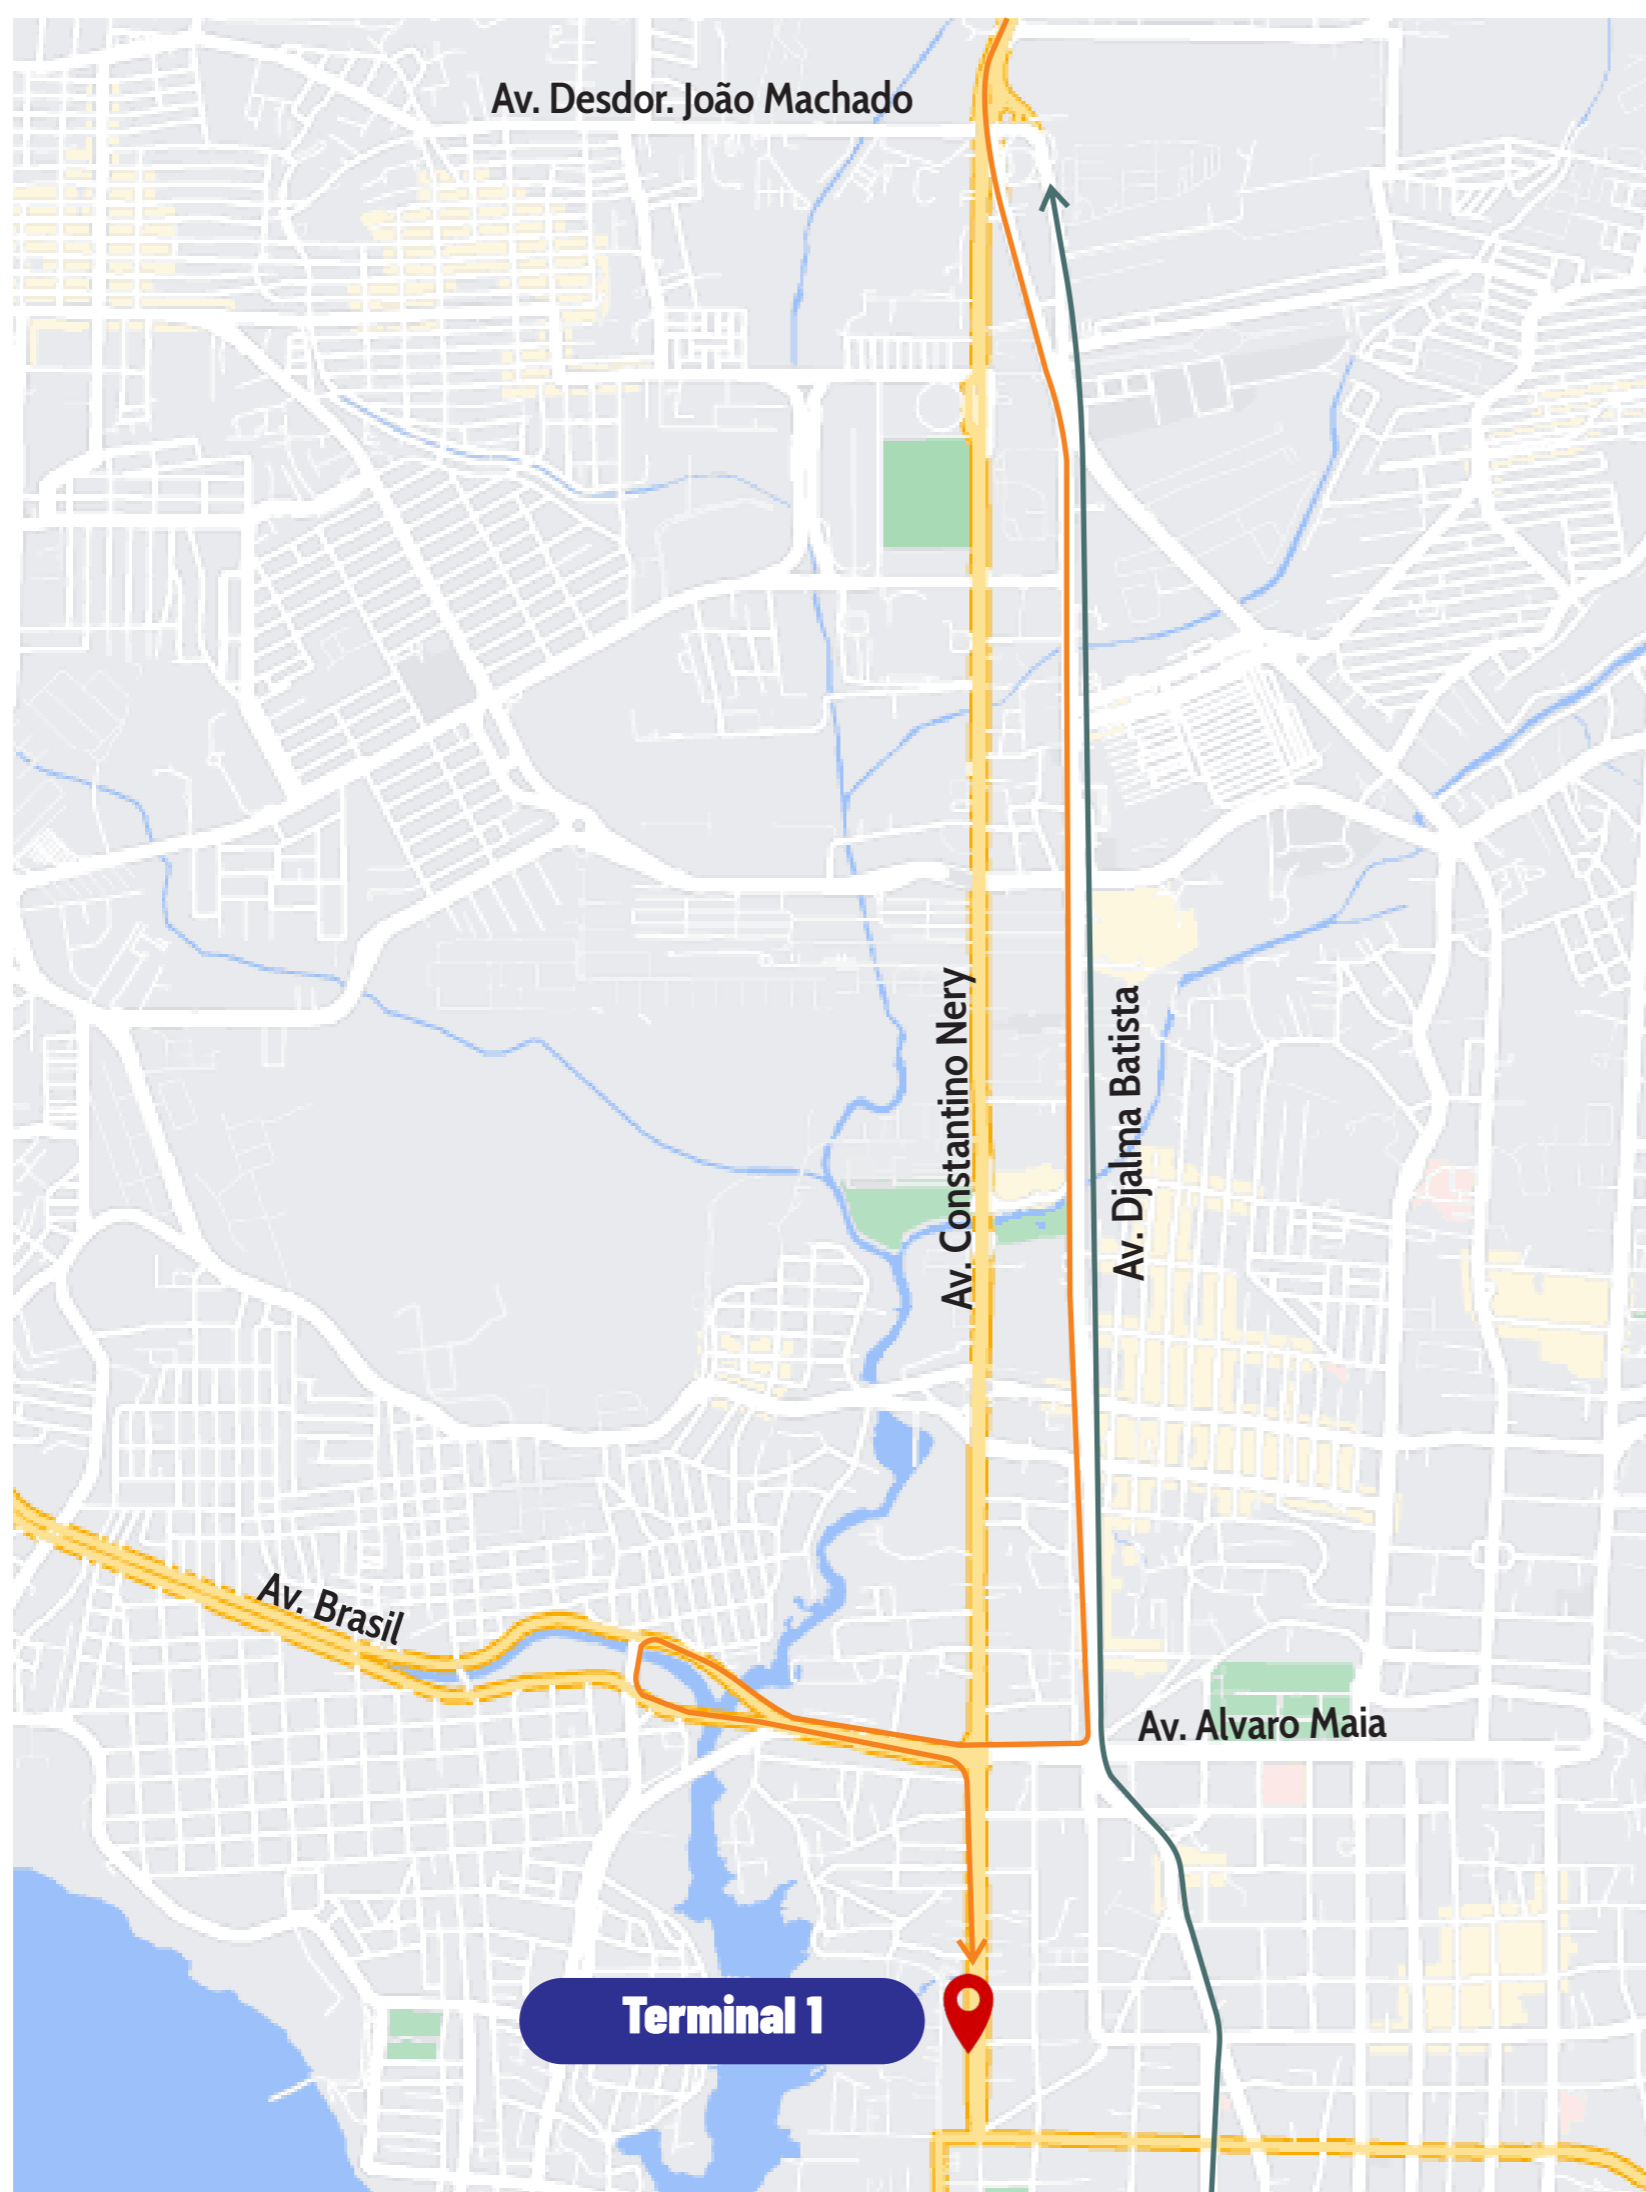 Av. Desdor. João Machado
Av. Constantino Nery
Av. Djalma Batista
Av. Brasil
Av. Alvaro Maia
Terminal 1